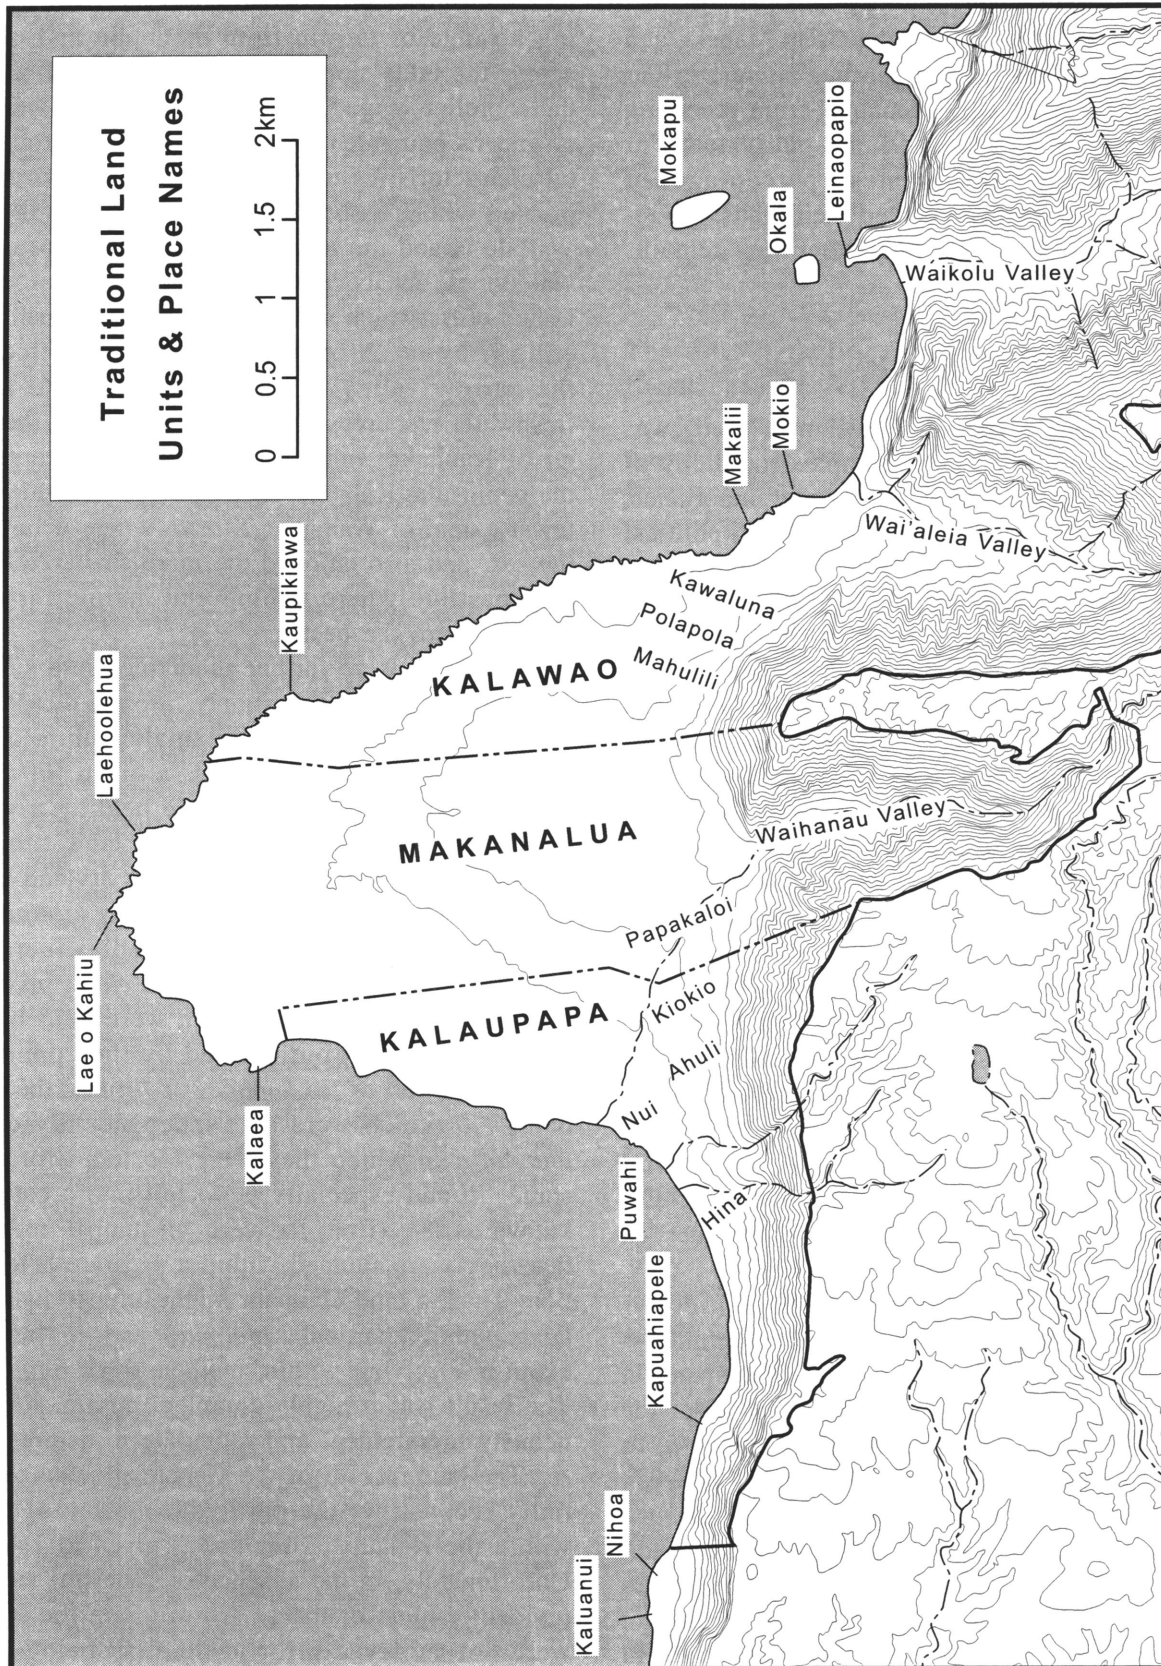 Traditional Land
Units & Place Names
0 0.5 1 1.5 2km
Kaluanui
Nihoa
Kapuahiapele
Puwahi
Hina
Nui
Ahuli
Kiokio
Papakaloi
Kalaea
Lae o Kahiu
Laehoolehua
Kaupikiawa
KALAUPAPA
MAKANALUA
KALAWAO
Mahulili
Polapola
Kawaluna
Waihanau Valley
Wai'aleia Valley
Waikolu Valley
Makalii
Mokio
Okala
Mokapu
Leinaopapio